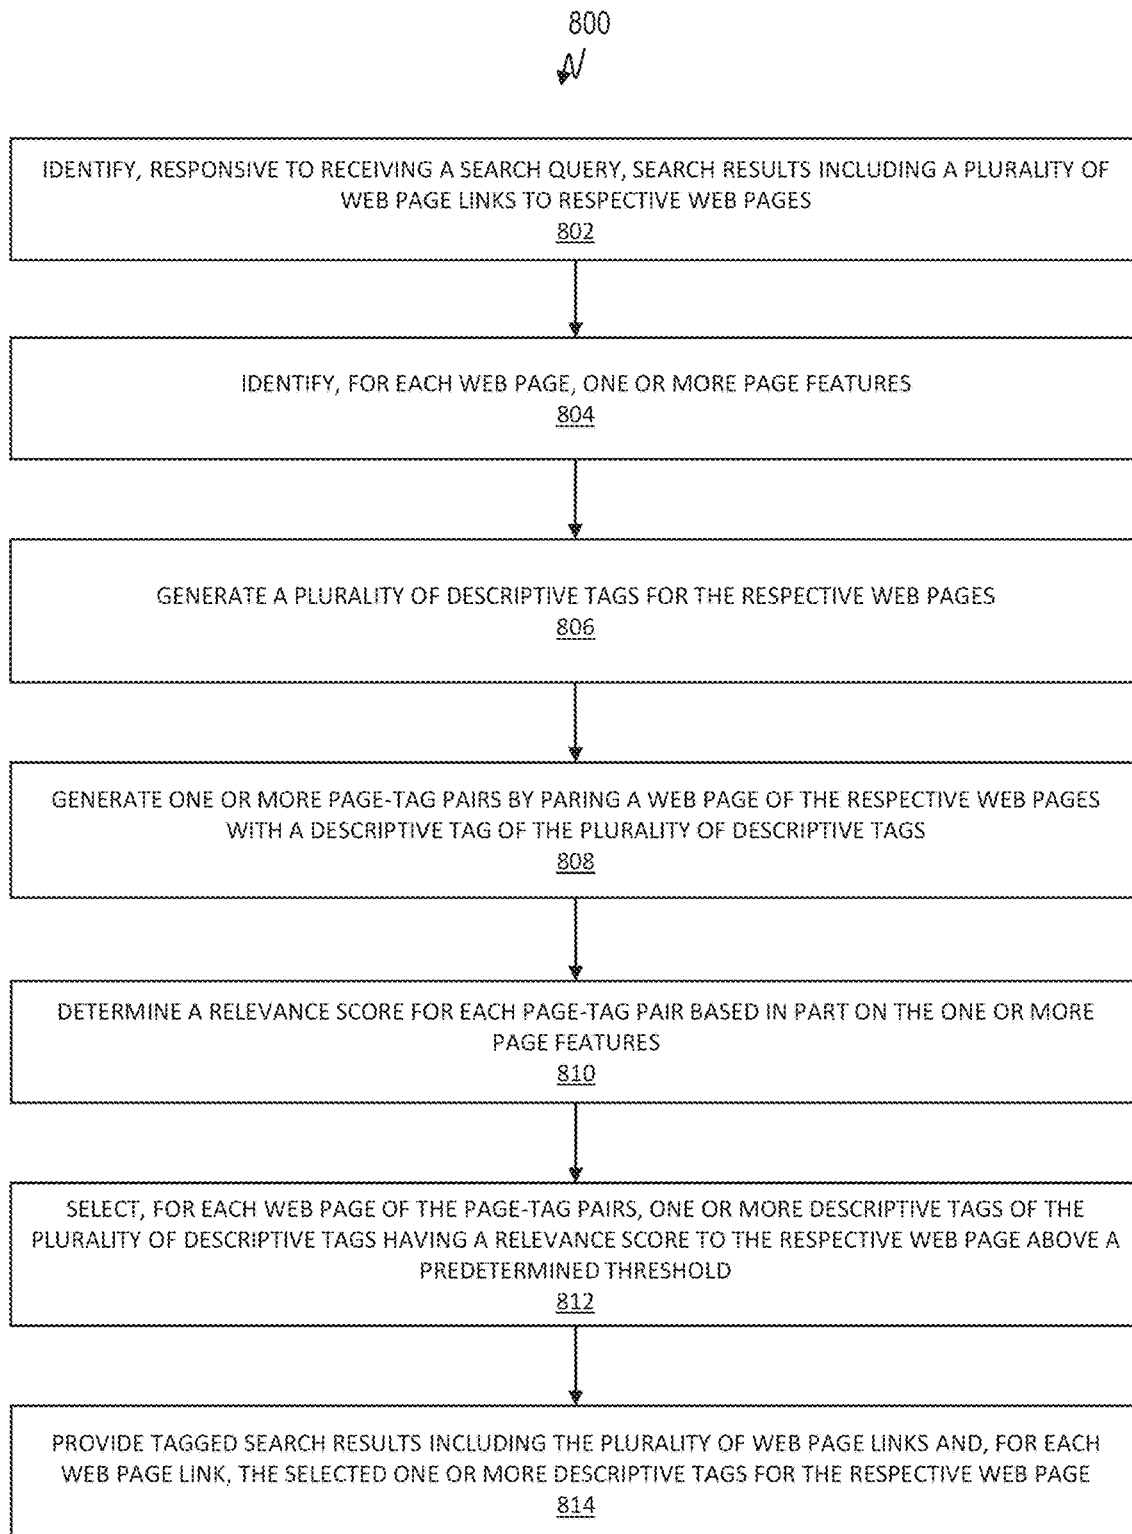 800
IDENTIFY, RESPONSIVE TO RECEIVING A SEARCH QUERY, SEARCH RESULTS INCLUDING A PLURALITY OF
WEB PAGE LINKS TO RESPECTIVE WEB PAGES
802
IDENTIFY, FOR EACH WEB PAGE, ONE OR MORE PAGE FEATURES
804
GENERATE A PLURALITY OF DESCRIPTIVE TAGS FOR THE RESPECTIVE WEB PAGES
806
GENERATE ONE OR MORE PAGE-TAG PAIRS BY PARING A WEB PAGE OF THE RESPECTIVE WEB PAGES
WITH A DESCRIPTIVE TAG OF THE PLURALITY OF DESCRIPTIVE TAGS
808
DETERMINE A RELEVANCE SCORE FOR EACH PAGE-TAG PAIR BASED IN PART ON THE ONE OR MORE
PAGE FEATURES
810
SELECT, FOR EACH WEB PAGE OF THE PAGE-TAG PAIRS, ONE OR MORE DESCRIPTIVE TAGS OF THE
PLURALITY OF DESCRIPTIVE TAGS HAVING A RELEVANCE SCORE TO THE RESPECTIVE WEB PAGE ABOVE A
PREDETERMINED THRESHOLD
812
PROVIDE TAGGED SEARCH RESULTS INCLUDING THE PLURALITY OF WEB PAGE LINKS AND, FOR EACH
WEB PAGE LINK, THE SELECTED ONE OR MORE DESCRIPTIVE TAGS FOR THE RESPECTIVE WEB PAGE
814